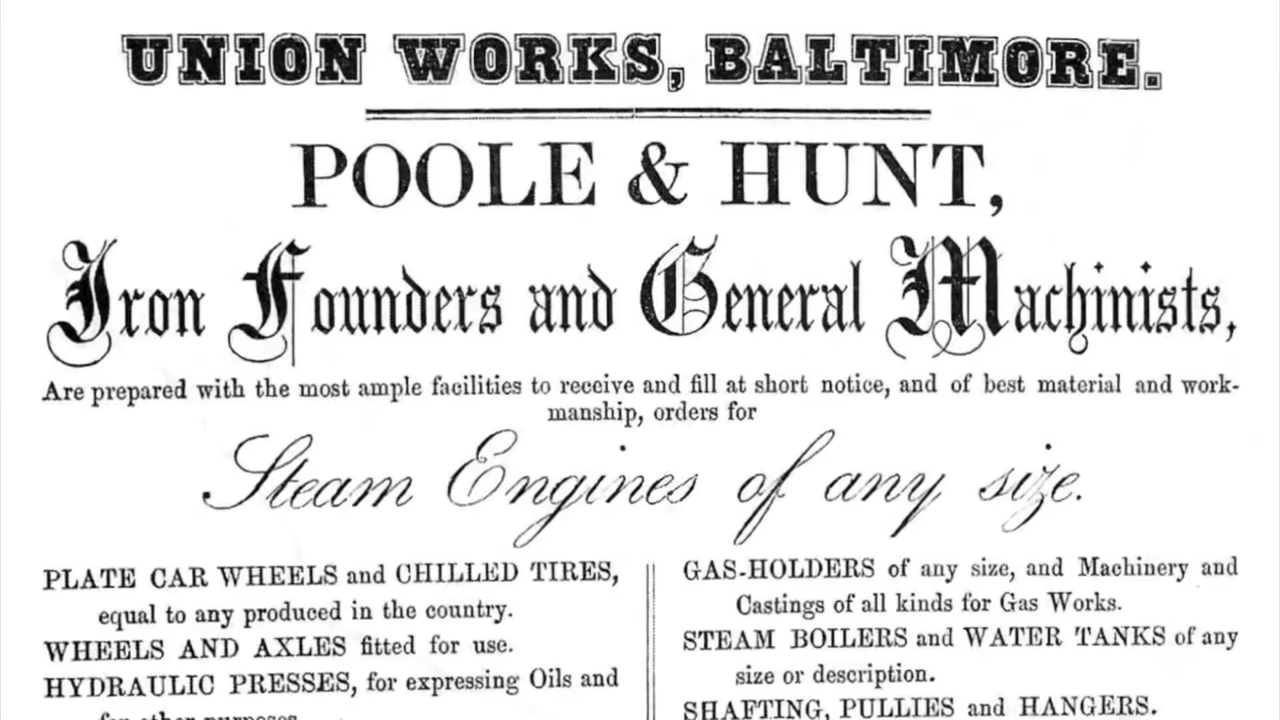 UNION WORKS, BALTIMORE.
POOLE & HUNT,
Iron Founders and General Machinists,
Are prepared with the most ample facilities to receive and fill at short notice, and of best material and work-
manship, orders for
Steam Engines of any size.
PLATE CAR WHEELS and CHILLED TIRES,
equal to any produced in the country.
WHEELS AND AXLES fitted for use.
HYDRAULIC PRESSES, for expressing Oils and
for other purposes.
GAS-HOLDERS of any size, and Machinery and
Castings of all kinds for Gas Works.
STEAM BOILERS and WATER TANKS of any
size or description.
SHAFTING, PULLIES and HANGERS.